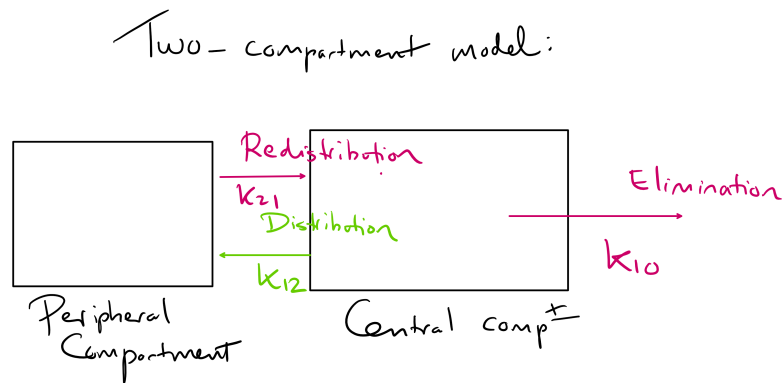 Two- compartment model:
Redistribution
k21
Elimination
Distribution
k10
k12
Peripheral
Compartment
Central compt